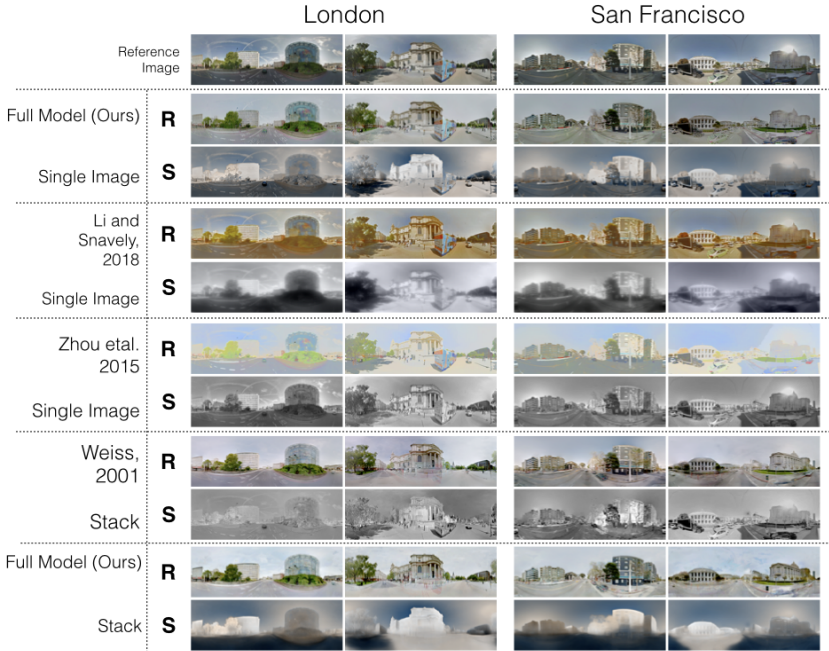 London San Francisco
Reference
Image
Full Model (Ours) R
Single Image S
Li and
Snavely,
2018
R
Single Image S
Zhou etal.
2015
R
Single Image S
Weiss,
2001
R
Stack S
Full Model (Ours) R
Stack S